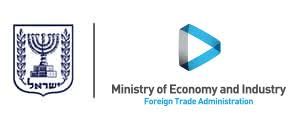 ישראל
Ministry of Economy and Industry
Foreign Trade Administration